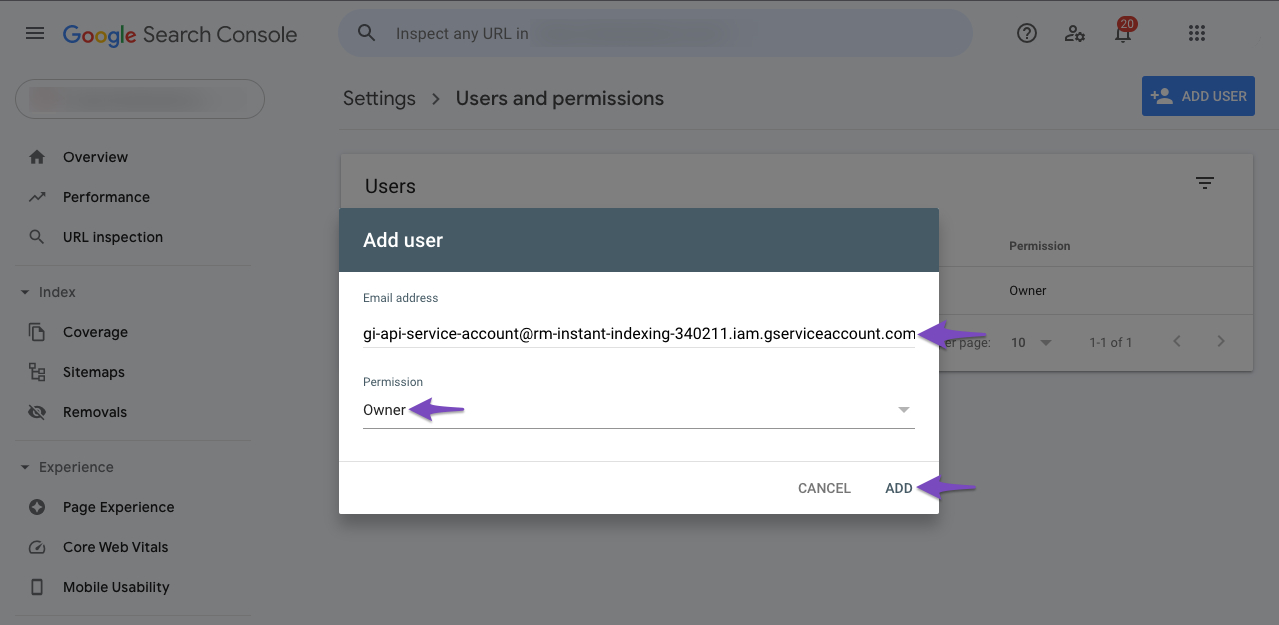 Google Search Console
Inspect any URL in
20
Settings > Users and permissions
ADD USER
Overview
Performance
URL inspection
Index
Coverage
Sitemaps
Removals
Experience
Page Experience
Core Web Vitals
Mobile Usability
Users
Permission
Owner
er page: 10 1-1 of 1
Add user
Email address
gi-api-service-account@rm-instant-indexing-340211.iam.gserviceaccount.com
Permission
Owner
CANCEL ADD